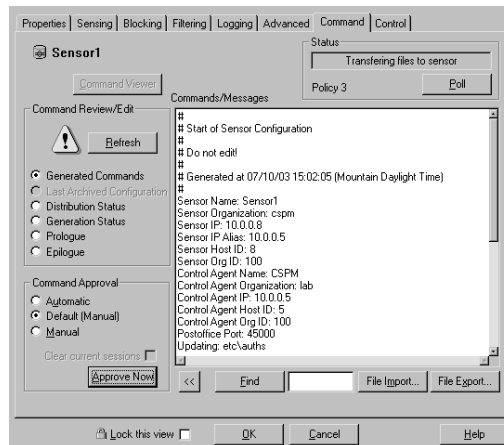 Properties Sensing Blocking Filtering Logging Advanced Command Control
Sensor1
Status
Transfering files to sensor
Policy 3
Poll
Command Viewer
Commands/Messages
Command Review/Edit
Refresh
Generated Commands
Last Archived Configuration
Distribution Status
Generation Status
Prologue
Epilogue
Command Approval
Automatic
Default (Manual)
Manual
Clear current sessions
Approve Now
#
# Start of Sensor Configuration
#
# Do not edit!
#
# Generated at 07/10/03 15:02:05 (Mountain Daylight Time)
#
Sensor Name: Sensor1
Sensor Organization: cspm
Sensor IP: 10.0.0.8
Sensor IP Alias: 10.0.0.5
Sensor Host ID: 8
Sensor Org ID: 100
Control Agent Name: CSPM
Control Agent Organization: lab
Control Agent IP: 10.0.0.5
Control Agent Host ID: 5
Control Agent Org ID: 100
Postoffice Port: 45000
Updating: etc\auths
<< Find File Import... File Export...
Lock this view OK Cancel Help